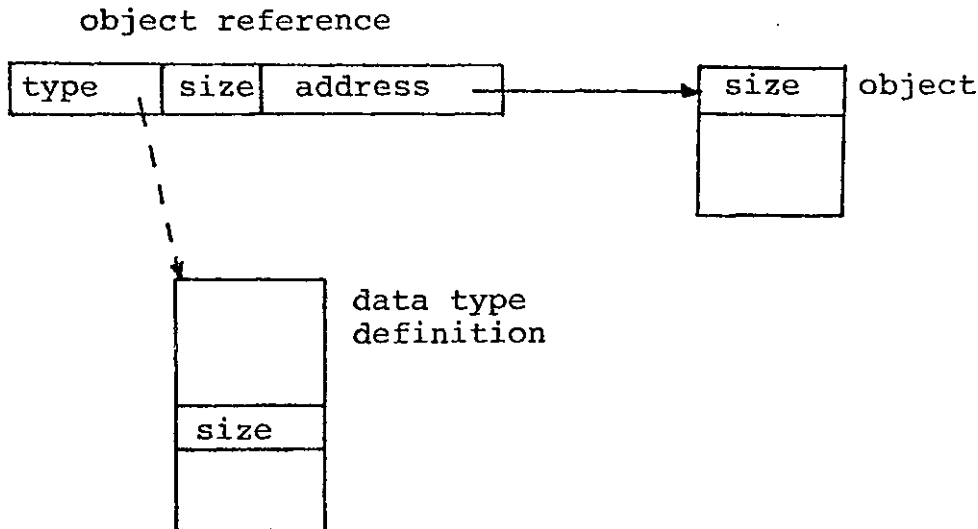 object reference
type size address
size object
data type
definition
size